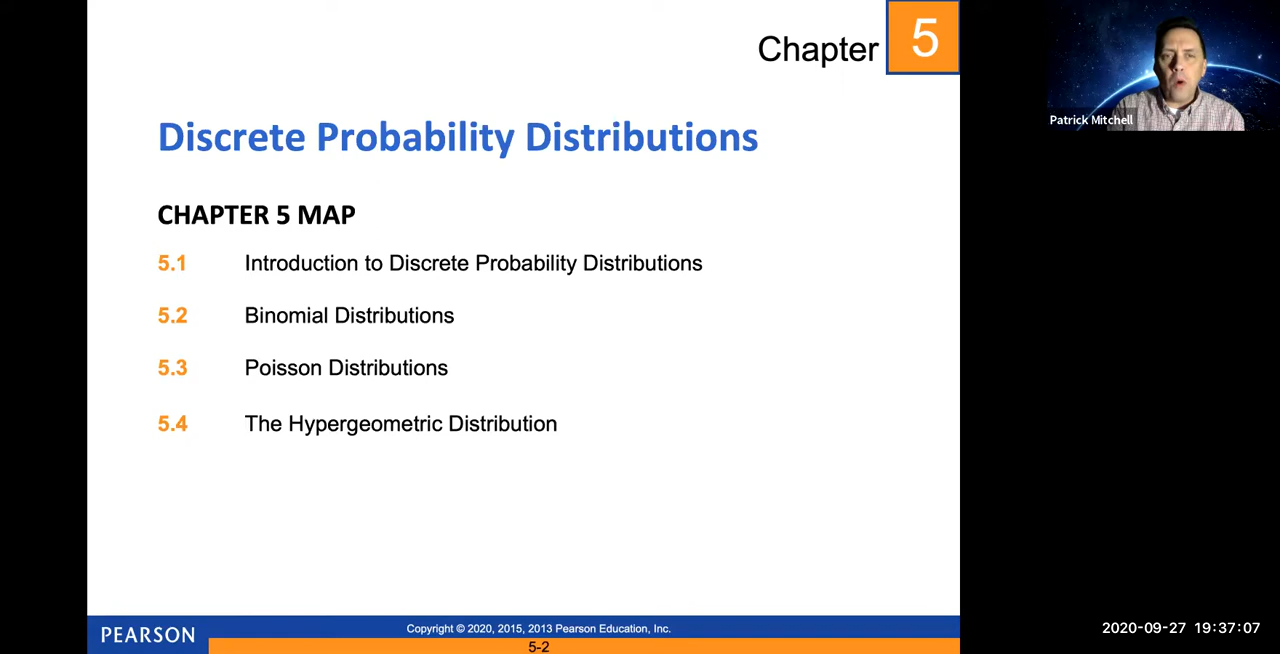 Chapter 5
Discrete Probability Distributions
CHAPTER 5 MAP
5.1 Introduction to Discrete Probability Distributions
5.2 Binomial Distributions
5.3 Poisson Distributions
5.4 The Hypergeometric Distribution
PEARSON
Copyright © 2020, 2015, 2013 Pearson Education, Inc.
5-2
Patrick Mitchell
2020-09-27 19:37:07